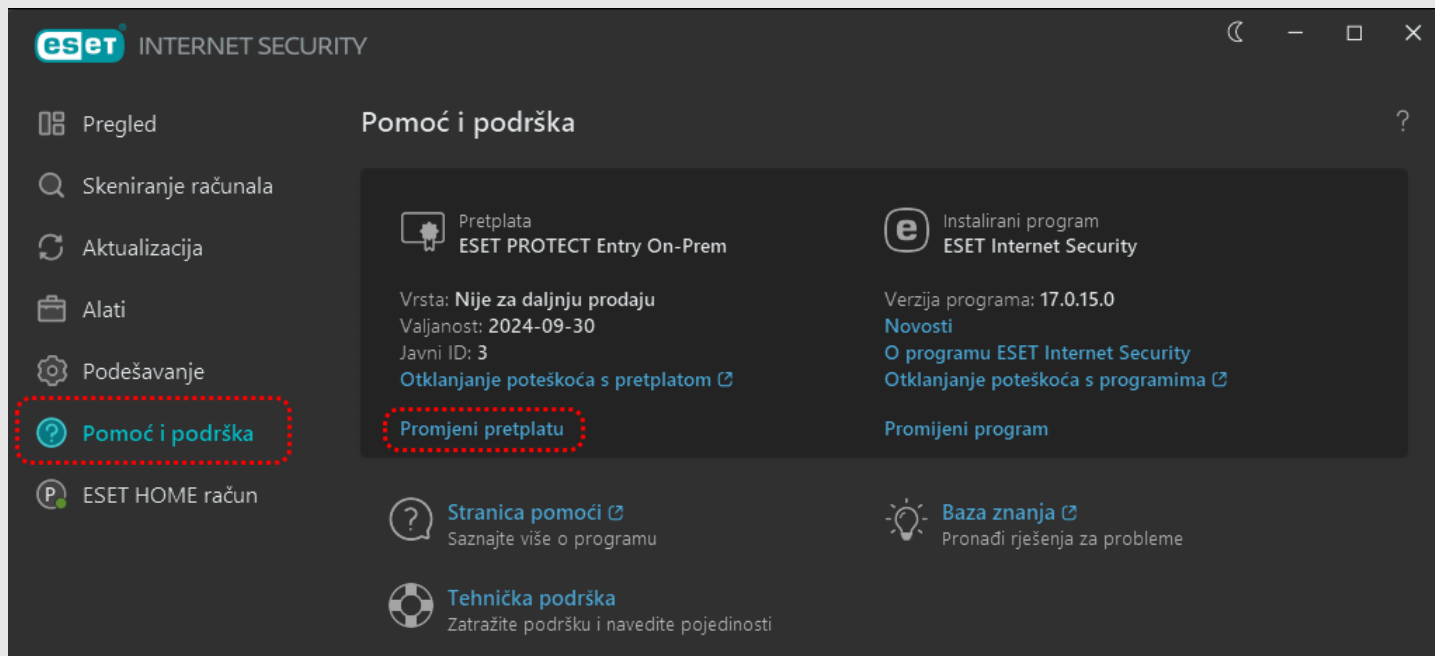 eset INTERNET SECURITY
Pregled
Skeniranje računala
Aktualizacija
Alati
Podešavanje
Pomoć i podrška
P ESET HOME račun
Pomoć i podrška
?
Pretplata
ESET PROTECT Entry On-Prem
Vrsta: Nije za daljnju prodaju
Valjanost: 2024-09-30
Javni ID: 3
Otklanjanje poteškoća s pretplatom
Promjeni pretplatu
e Instalirani program
ESET Internet Security
Verzija programa: 17.0.15.0
Novosti
O programu ESET Internet Security
Otklanjanje poteškoća s programima
Promijeni program
Stranica pomoći
Saznajte više o programu
Baza znanja
Pronađi rješenja za probleme
Tehnička podrška
Zatražite podršku i navedite pojedinosti